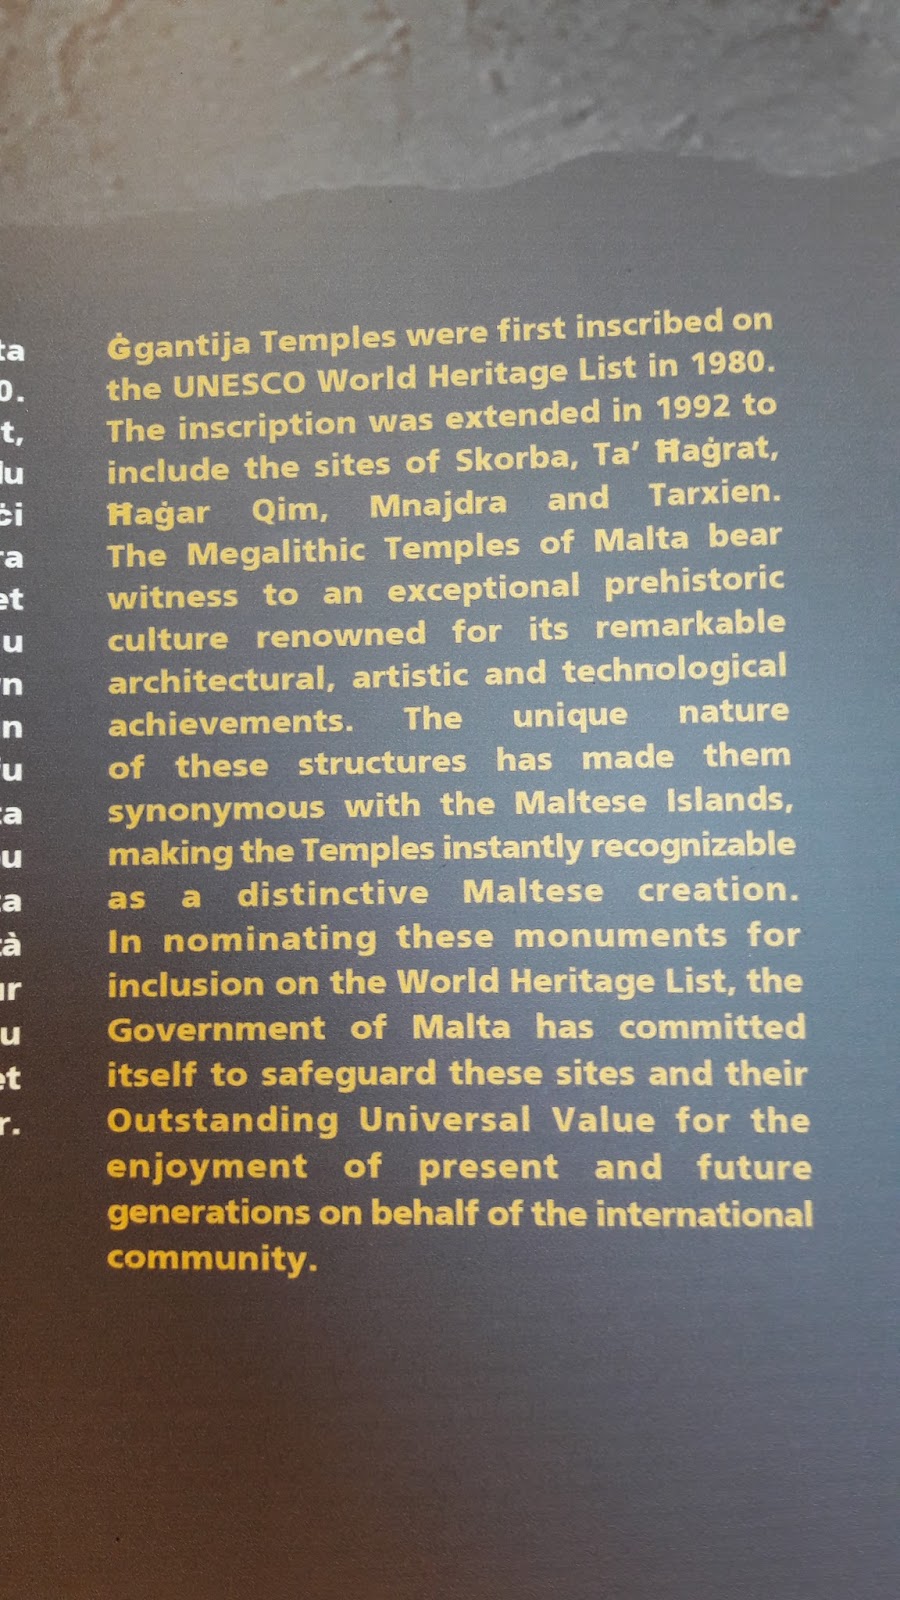 Ġgantija Temples were first inscribed on
the UNESCO World Heritage List in 1980.
The inscription was extended in 1992 to
include the sites of Skorba, Ta’ Ħaġrat,
Ħaġar Qim, Mnajdra and Tarxien.
The Megalithic Temples of Malta bear
witness to an exceptional prehistoric
culture renowned for its remarkable
architectural, artistic and technological
achievements. The unique nature
of these structures has made them
synonymous with the Maltese Islands,
making the Temples instantly recognizable
as a distinctive Maltese creation.
In nominating these monuments for
inclusion on the World Heritage List, the
Government of Malta has committed
itself to safeguard these sites and their
Outstanding Universal Value for the
enjoyment of present and future
generations on behalf of the international
community.